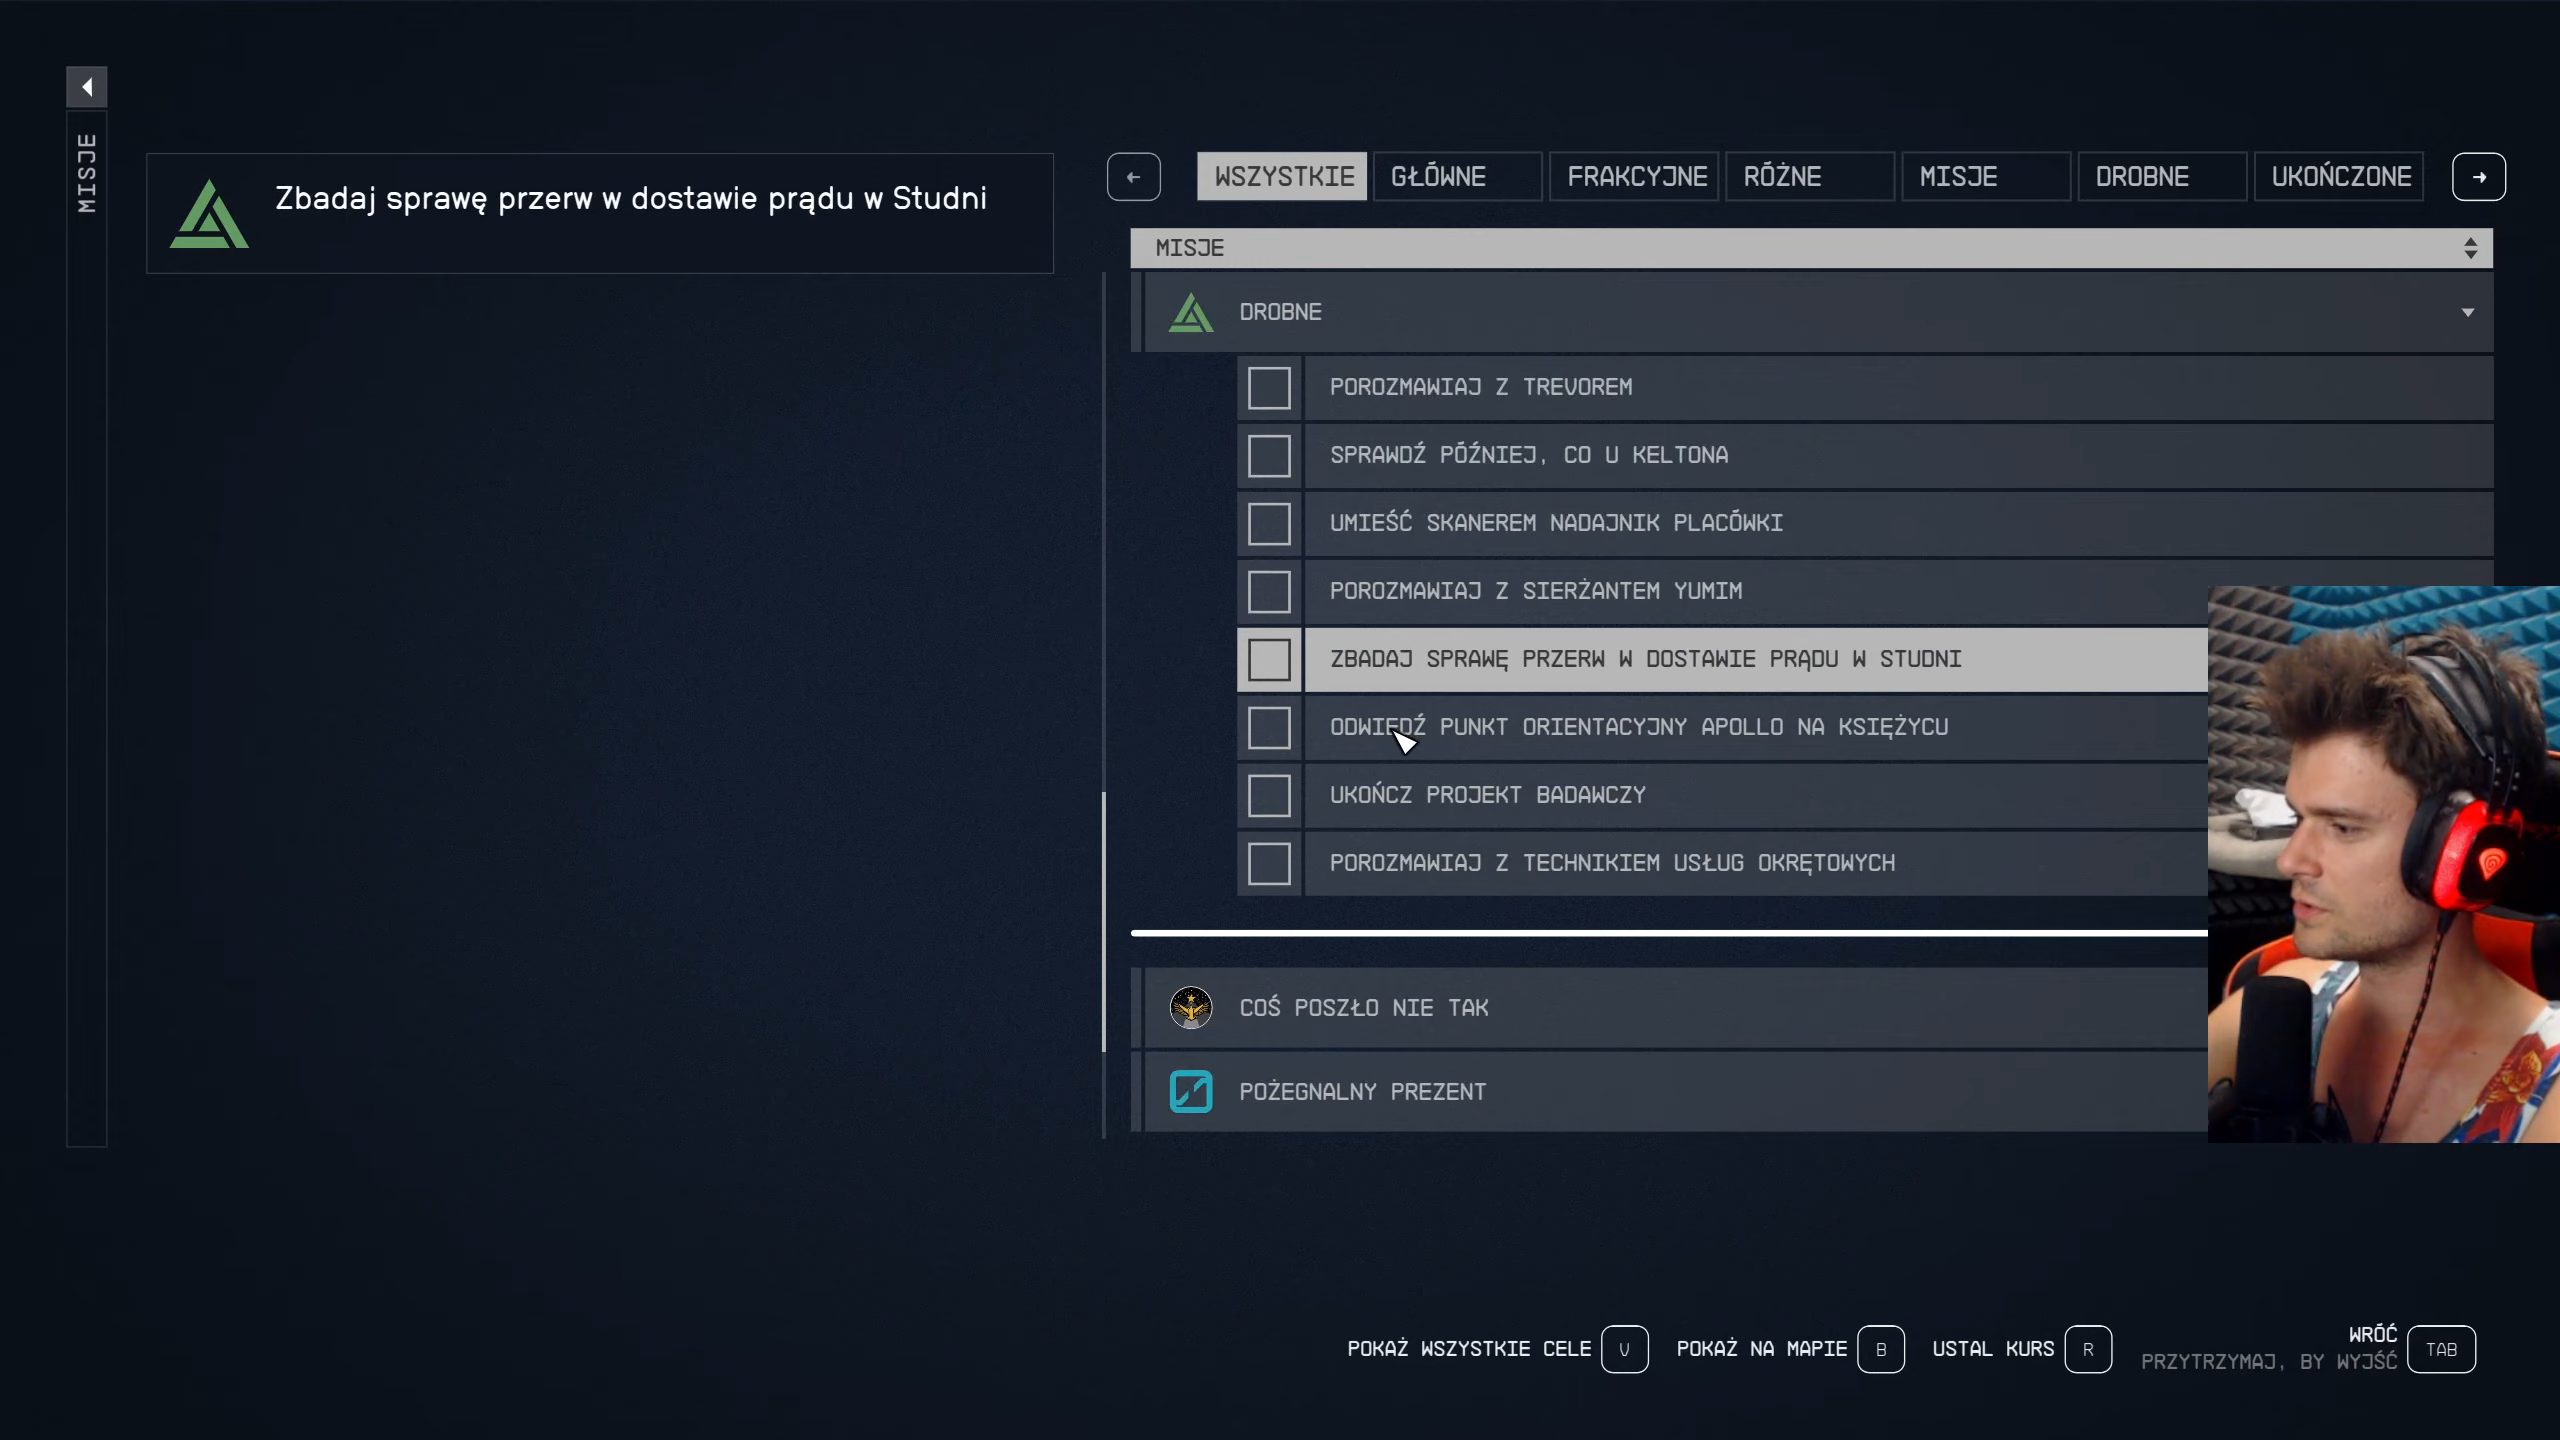 MISJE
Zbadaj sprawę przerw w dostawie prądu w Studni
WSZYSTKIE
GŁÓWNE
FRAKCYJNE
RÓŻNE
MISJE
DROBNE
UKOŃCZONE
MISJE
DROBNE
POROZMAWIAJ Z TREVOREM
SPRAWDŹ PÓŹNIEJ, CO U KELTONA
UMIEŚĆ SKANEREM NADAJNIK PLACÓWKI
POROZMAWIAJ Z SIERŻANTEM YUMIM
ZBADAJ SPRAWĘ PRZERW W DOSTAWIE PRĄDU W STUDNI
ODWIEDŹ PUNKT ORIENTACYJNY APOLLO NA KSIĘŻYCU
UKOŃCZ PROJEKT BADAWCZY
POROZMAWIAJ Z TECHNIKIEM USŁUG OKRĘTOWYCH
COŚ POSZŁO NIE TAK
POŻEGNALNY PREZENT
POKAŻ WSZYSTKIE CELE V
POKAŻ NA MAPIE B
USTAL KURS R
WRÓĆ
PRZYTRZYMAJ, BY WYJŚĆ
TAB